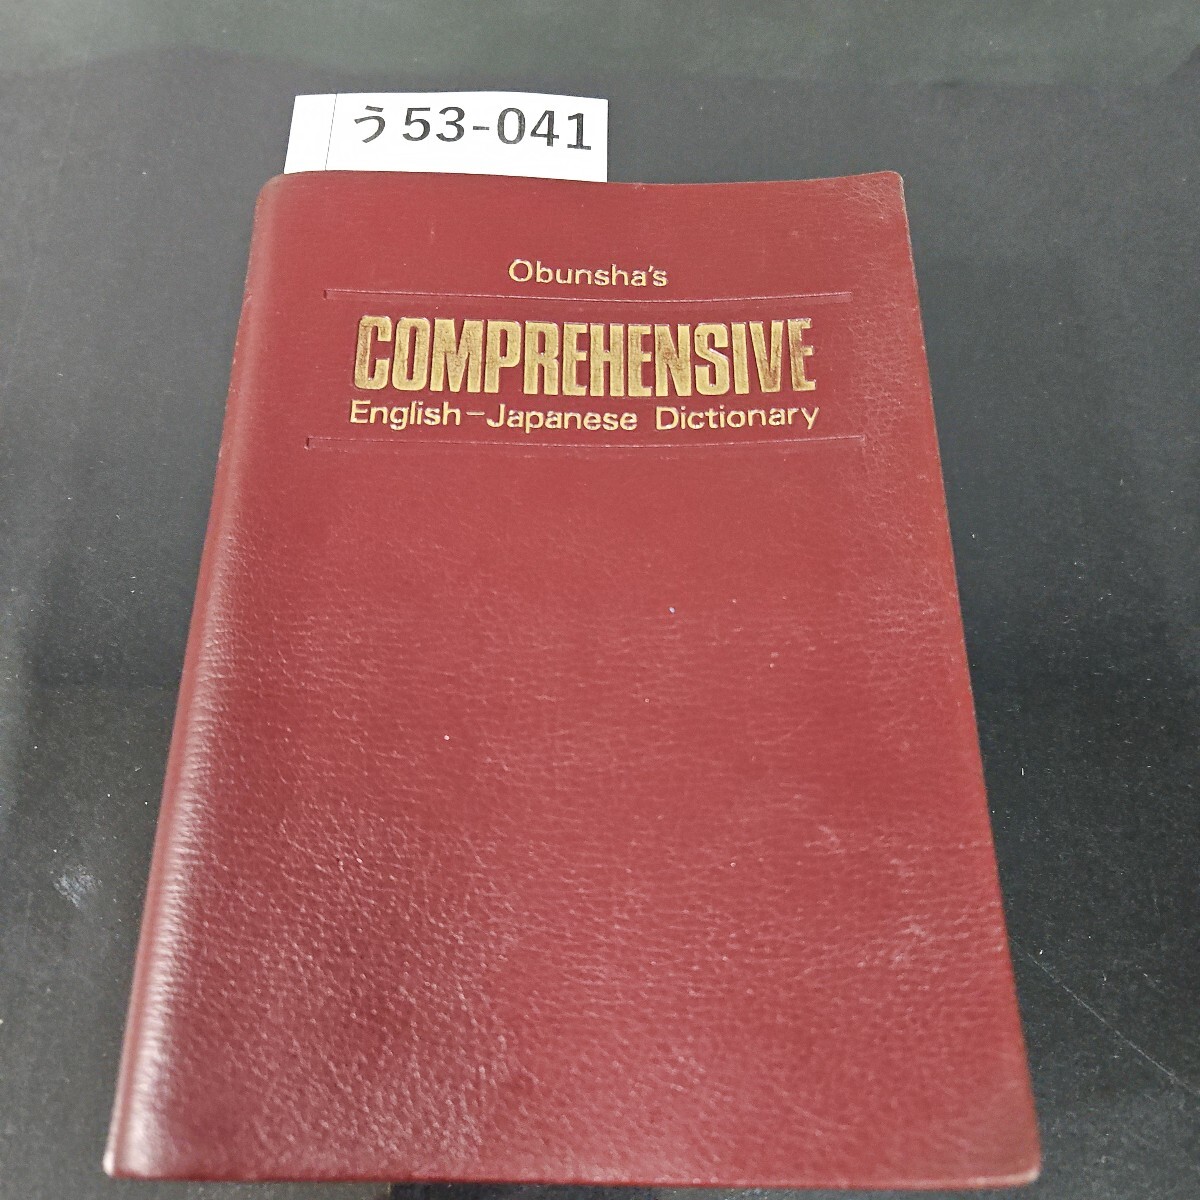 う53-041
Obunsha's
COMPREHENSIVE
English-Japanese Dictionary